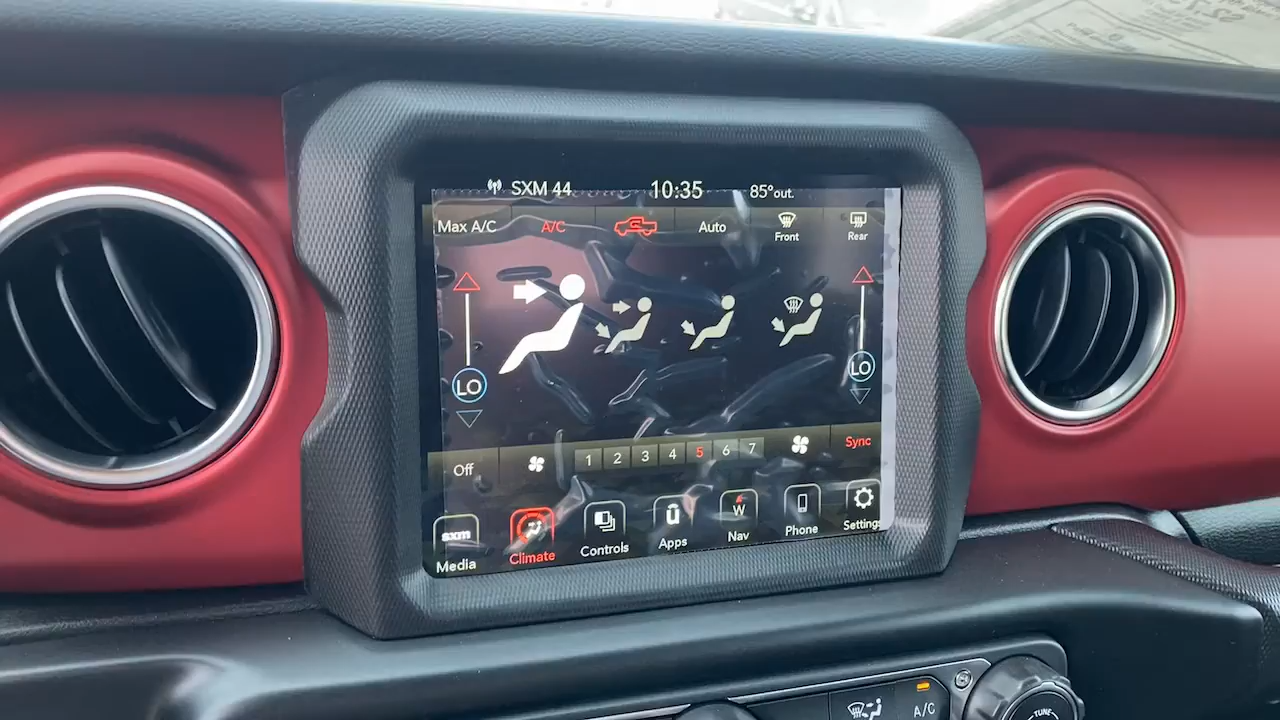 SXM 44 10:35 85°out.
Max A/C A/C Auto Front Rear
LO LO
Off 1 2 3 4 5 6 7 Sync
sxm û W
Media Climate Controls Apps Nav Phone Settings
A/C TUNE